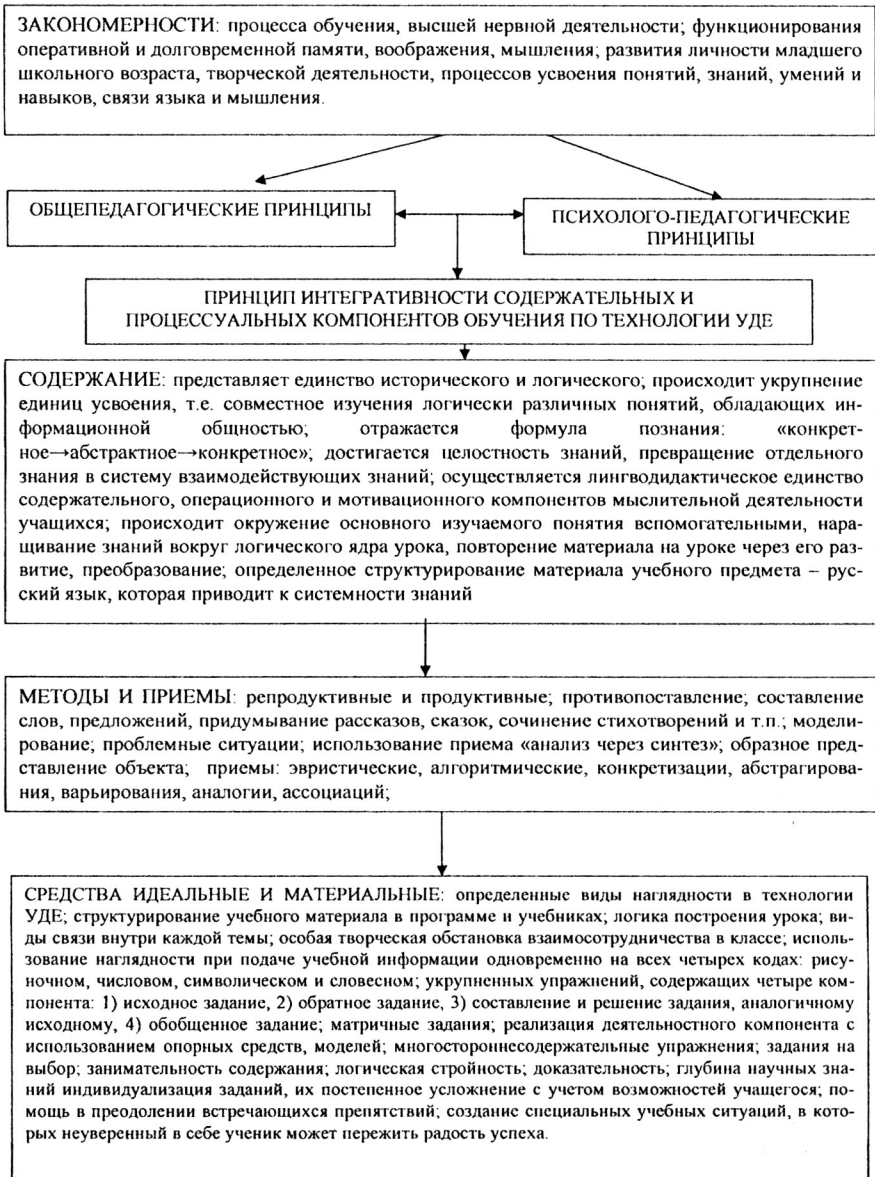 ЗАКОНОМЕРНОСТИ: процесса обучения, высшей нервной деятельности; функционирования
оперативной и долговременной памяти, воображения, мышления; развития личности младшего
школьного возраста, творческой деятельности, процессов усвоения понятий, знаний, умений и
навыков, связи языка и мышления.
ОБЩЕПЕДАГОГИЧЕСКИЕ ПРИНЦИПЫ
ПСИХОЛОГО-ПЕДАГОГИЧЕСКИЕ
ПРИНЦИПЫ
ПРИНЦИП ИНТЕГРАТИВНОСТИ СОДЕРЖАТЕЛЬНЫХ И
ПРОЦЕССУАЛЬНЫХ КОМПОНЕНТОВ ОБУЧЕНИЯ ПО ТЕХНОЛОГИИ УДЕ
СОДЕРЖАНИЕ: представляет единство исторического и логического; происходит укрупнение
единиц усвоения, т.е. совместное изучения логически различных понятий, обладающих ин-
формационной общностью; отражается формула познания: «конкрет-
ное→абстрактное→конкретное»; достигается целостность знаний, превращение отдельного
знания в систему взаимодействующих знаний; осуществляется лингводидактическое единство
содержательного, операционного и мотивационного компонентов мыслительной деятельности
учащихся; происходит окружение основного изучаемого понятия вспомогательными, нара-
щивание знаний вокруг логического ядра урока, повторение материала на уроке через его раз-
витие, преобразование; определенное структурирование материала учебного предмета – рус-
ский язык, которая приводит к системности знаний
МЕТОДЫ И ПРИЕМЫ: репродуктивные и продуктивные; противопоставление; составление
слов, предложений, придумывание рассказов, сказок, сочинение стихотворений и т.п.; модели-
рование; проблемные ситуации; использование приема «анализ через синтез»; образное пред-
ставление объекта; приемы: эвристические, алгоритмические, конкретизации, абстрагирова-
ния, варьирования, аналогии, ассоциаций;
СРЕДСТВА ИДЕАЛЬНЫЕ И МАТЕРИАЛЬНЫЕ: определенные виды наглядности в технологии
УДЕ; структурирование учебного материала в программе и учебниках; логика построения урока; ви-
ды связи внутри каждой темы; особая творческая обстановка взаимосотрудничества в классе; исполь-
зование наглядности при подаче учебной информации одновременно на всех четырех кодах: рису-
ночном, числовом, символическом и словесном; укрупненных упражнений, содержащих четыре ком-
понента: 1) исходное задание, 2) обратное задание, 3) составление и решение задания, аналогичному
исходному, 4) обобщенное задание; матричные задания; реализация деятельностного компонента с
использованием опорных средств, моделей; многостороннесодержательные упражнения; задания на
выбор; занимательность содержания; логическая стройность; доказательность; глубина научных зна-
ний индивидуализация заданий, их постепенное усложнение с учетом возможностей учащегося; по-
мощь в преодолении встречающихся препятствий; создание специальных учебных ситуаций, в кото-
рых неуверенный в себе ученик может пережить радость успеха.